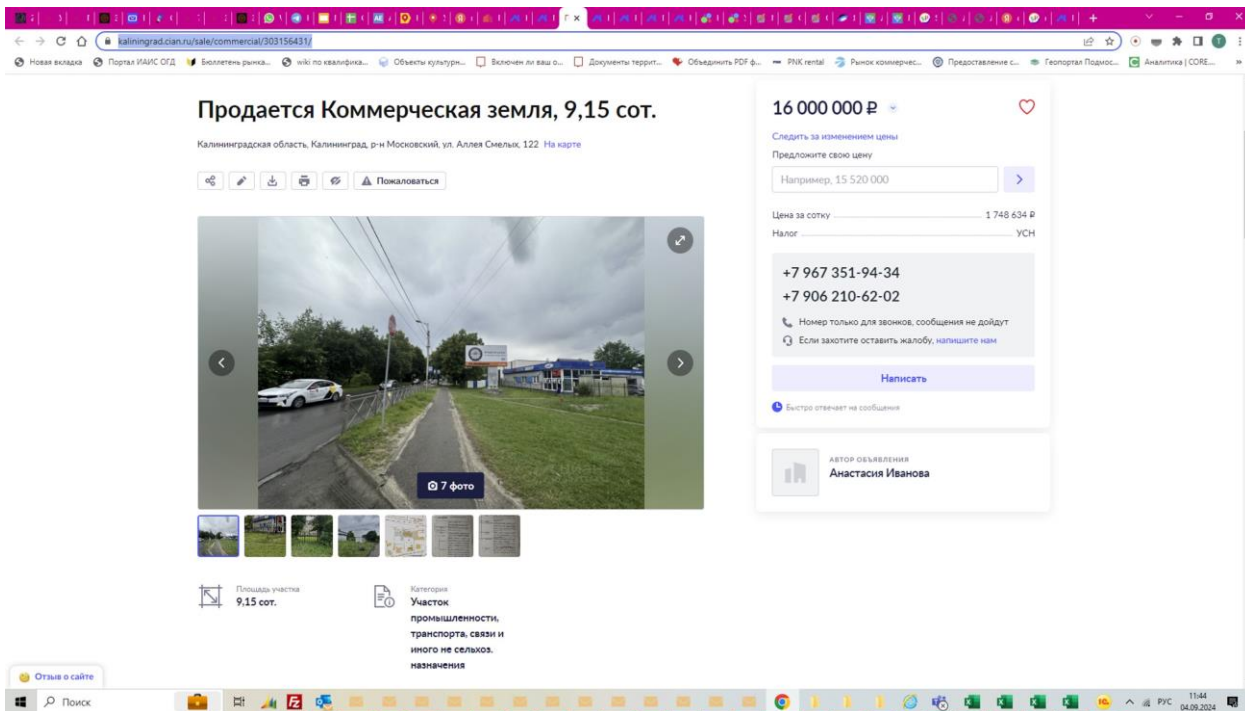 kaliningrad.cian.ru/sale/commercial/303156431/
Новая вкладка
Портал ИАИС ОГД
Бюллетень рынка...
wiki по квалифика...
Объекты культурн...
Включен ли ваш о...
Документы террит...
Объединить PDF ф...
PNK rental
Рынок коммерчес...
Предоставление с...
Геопортал Подмос...
Аналитика | CORE...
»
Продается Коммерческая земля, 9,15 сот.
Калининградская область, Калининград, р-н Московский, ул. Аллея Смелых, 122 На карте
Пожаловаться
7 фото
Площадь участка
9,15 сот.
Категория
Участок
промышленности,
транспорта, связи и
иного не сельхоз.
назначения
16 000 000 ₽
Следить за изменением цены
Предложите свою цену
Например, 15 520 000
Цена за сотку 1 748 634 ₽
Налог УСН
+7 967 351-94-34
+7 906 210-62-02
Номер только для звонков, сообщения не дойдут
Если захотите оставить жалобу, напишите нам
Написать
Быстро отвечает на сообщения
АВТОР ОБЪЯВЛЕНИЯ
Анастасия Иванова
Отзыв о сайте
Поиск
РУС
11:44
04.09.2024